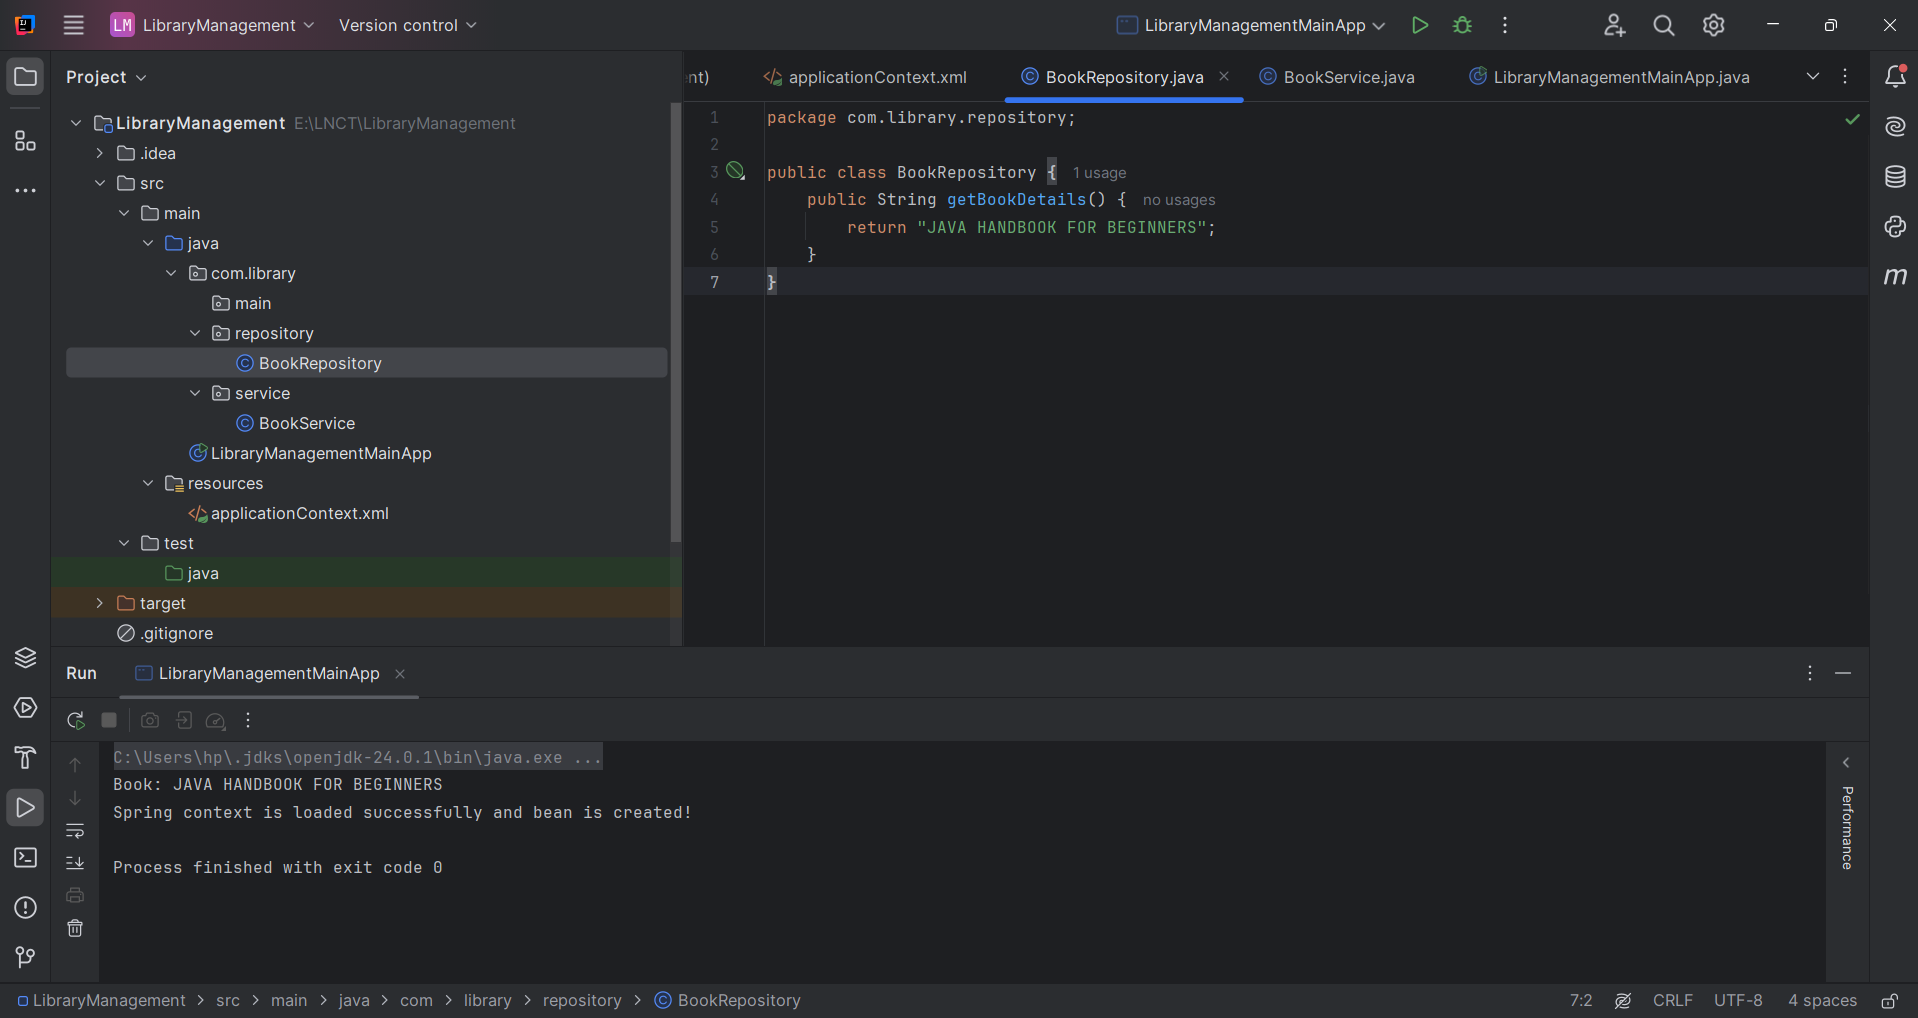 LM LibraryManagement Version control LibraryManagementMainApp
Project
LibraryManagement E:\LNCT\LibraryManagement
.idea
src
main
java
com.library
main
repository
BookRepository
service
BookService
LibraryManagementMainApp
resources
applicationContext.xml
test
java
target
.gitignore
nt) applicationContext.xml BookRepository.java BookService.java LibraryManagementMainApp.java
1 package com.library.repository;
2
3 public class BookRepository { 1 usage
4 public String getBookDetails() { no usages
5 return "JAVA HANDBOOK FOR BEGINNERS";
6 }
7 }
m
Run LibraryManagementMainApp
C:\Users\hp\.jdks\openjdk-24.0.1\bin\java.exe ...
Book: JAVA HANDBOOK FOR BEGINNERS
Spring context is loaded successfully and bean is created!
Process finished with exit code 0
Performance
LibraryManagement > src > main > java > com > library > repository > BookRepository
7:2 CRLF UTF-8 4 spaces